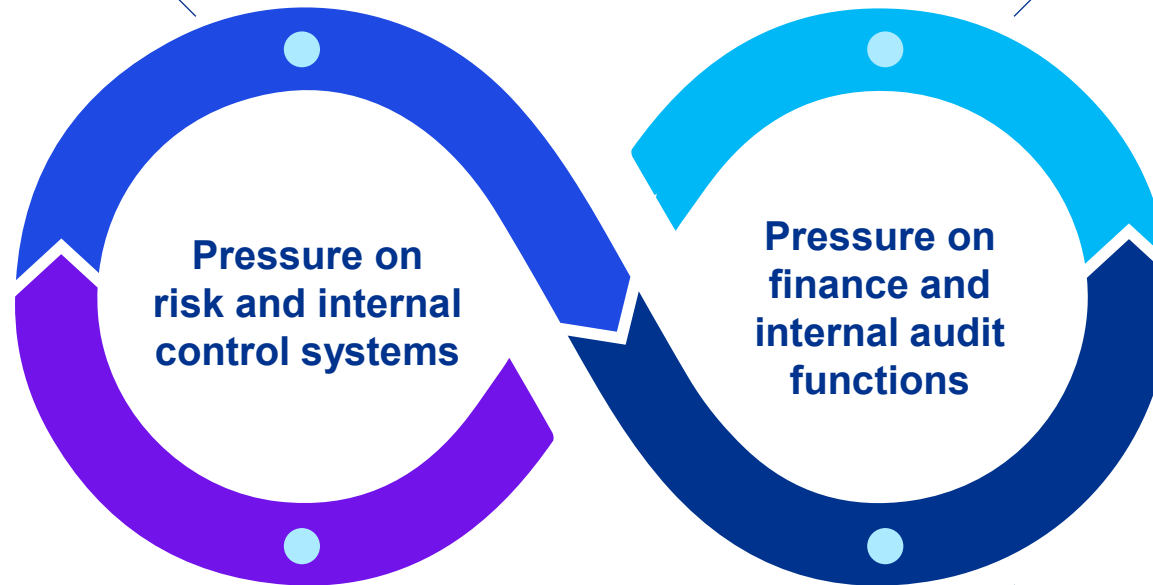 Pressure on
risk and internal
control systems
Pressure on
finance and
internal audit
functions